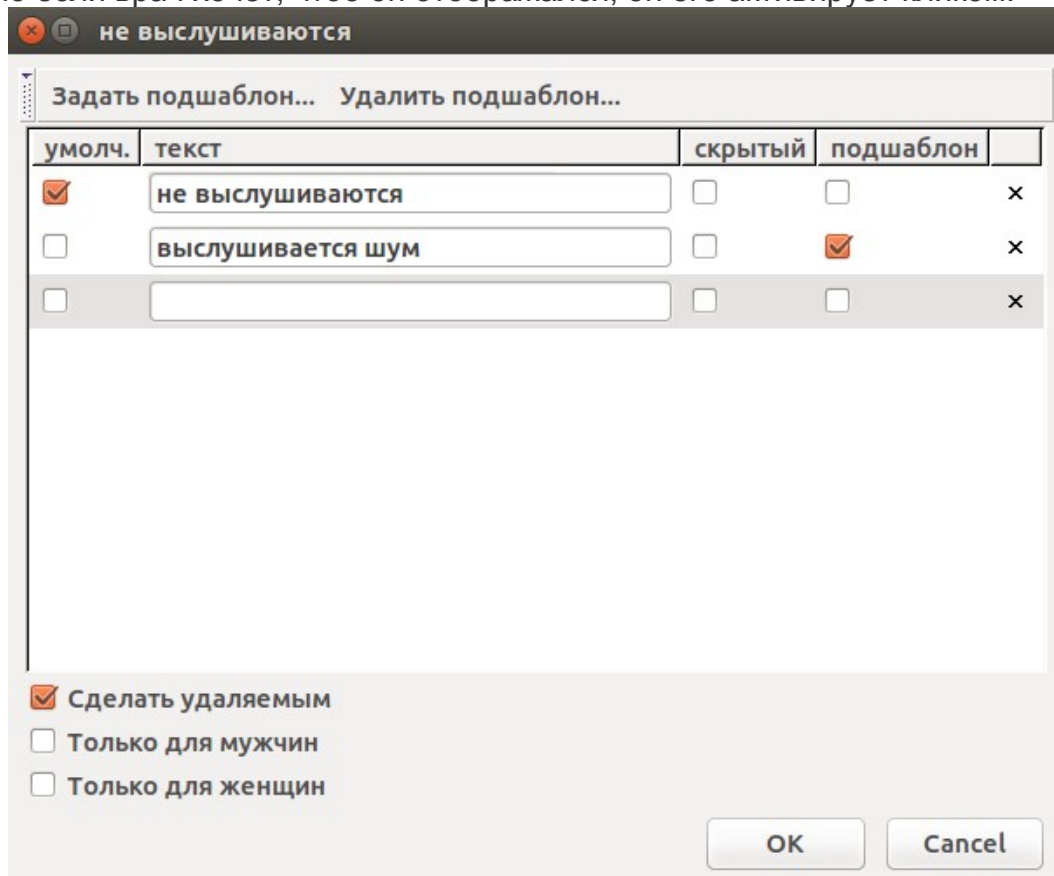 не выслушиваются
Задать подшаблон... Удалить подшаблон...
умолч. текст скрытый подшаблон
не выслушиваются ×
выслушивается шум ×
×
Сделать удаляемым
Только для мужчин
Только для женщин
OK Cancel